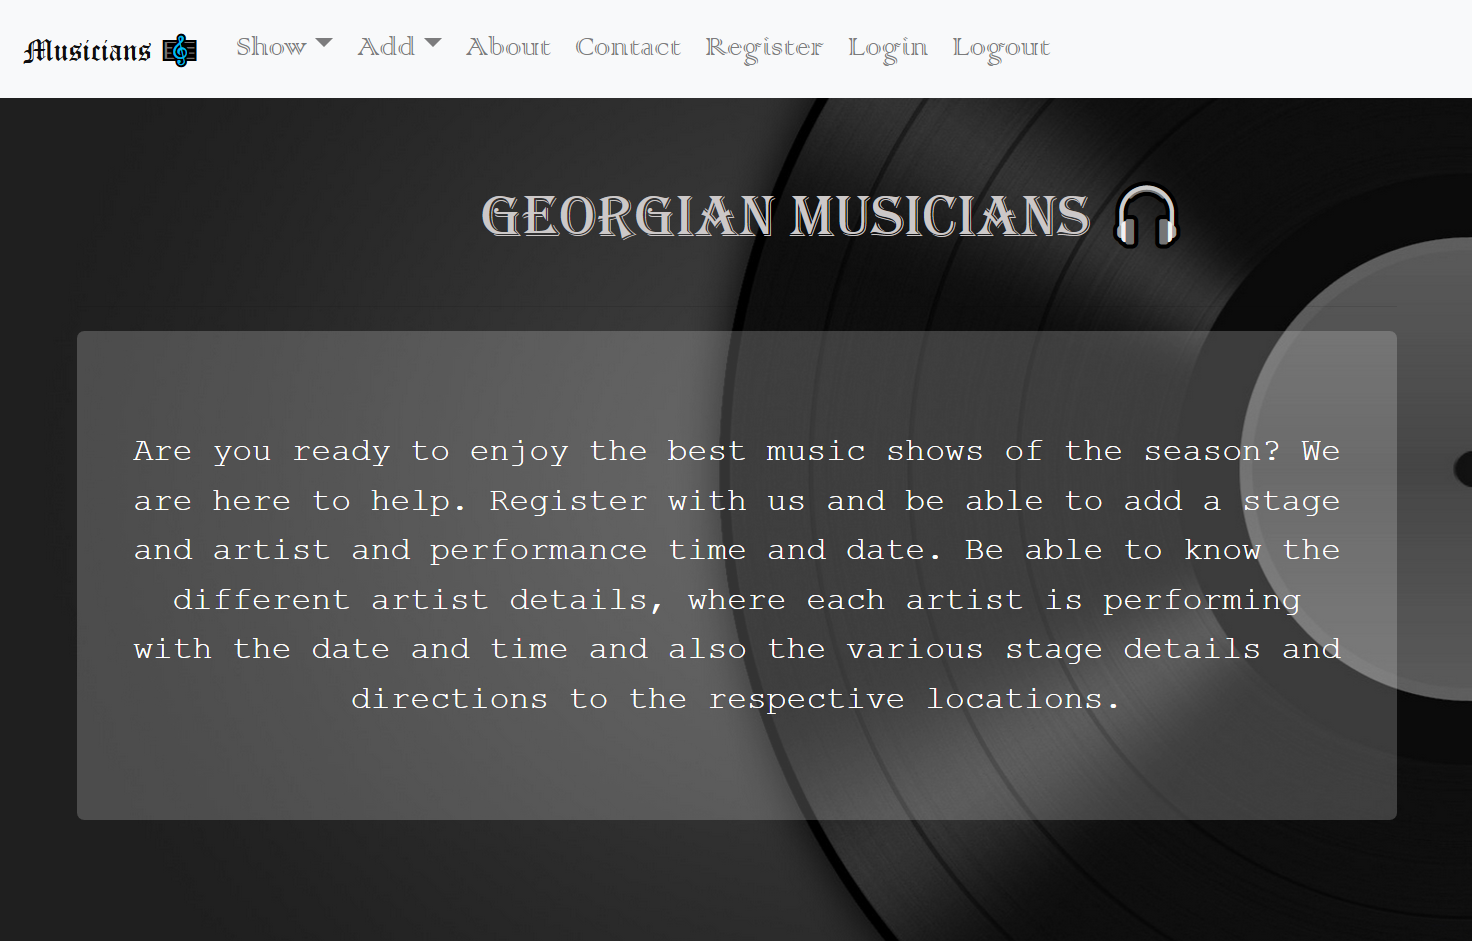 Musicians Show Add About Contact Register Login Logout
GEORGIAN MUSICIANS
Are you ready to enjoy the best music shows of the season? We
are here to help. Register with us and be able to add a stage
and artist and performance time and date. Be able to know the
different artist details, where each artist is performing
with the date and time and also the various stage details and
directions to the respective locations.